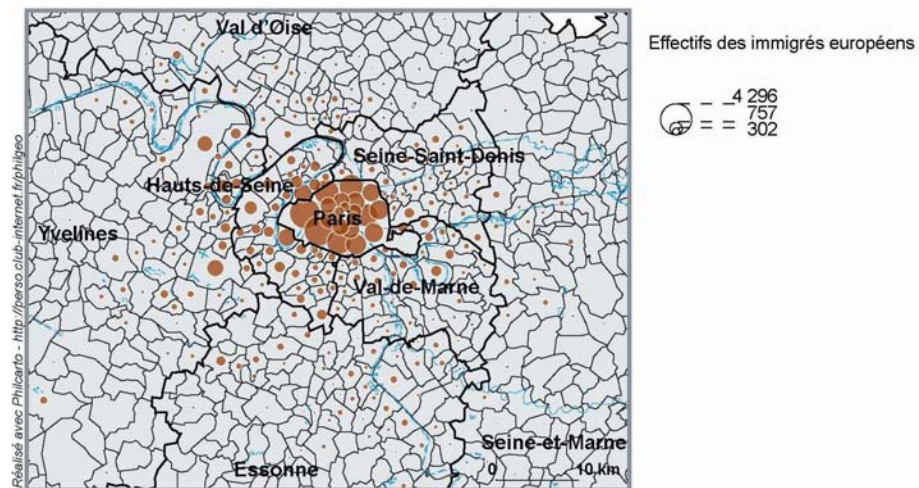 Val d'Oise
Seine-Saint-Denis
Hauts-de-Seine
Paris
Yvelines
Val-de-Marne
Seine-et-Marne
Essonne
0 10 km
Réalisé avec Philcarto - http://perso.club-internet.fr/philgeo
Effectifs des immigrés européens
4 296
757
302